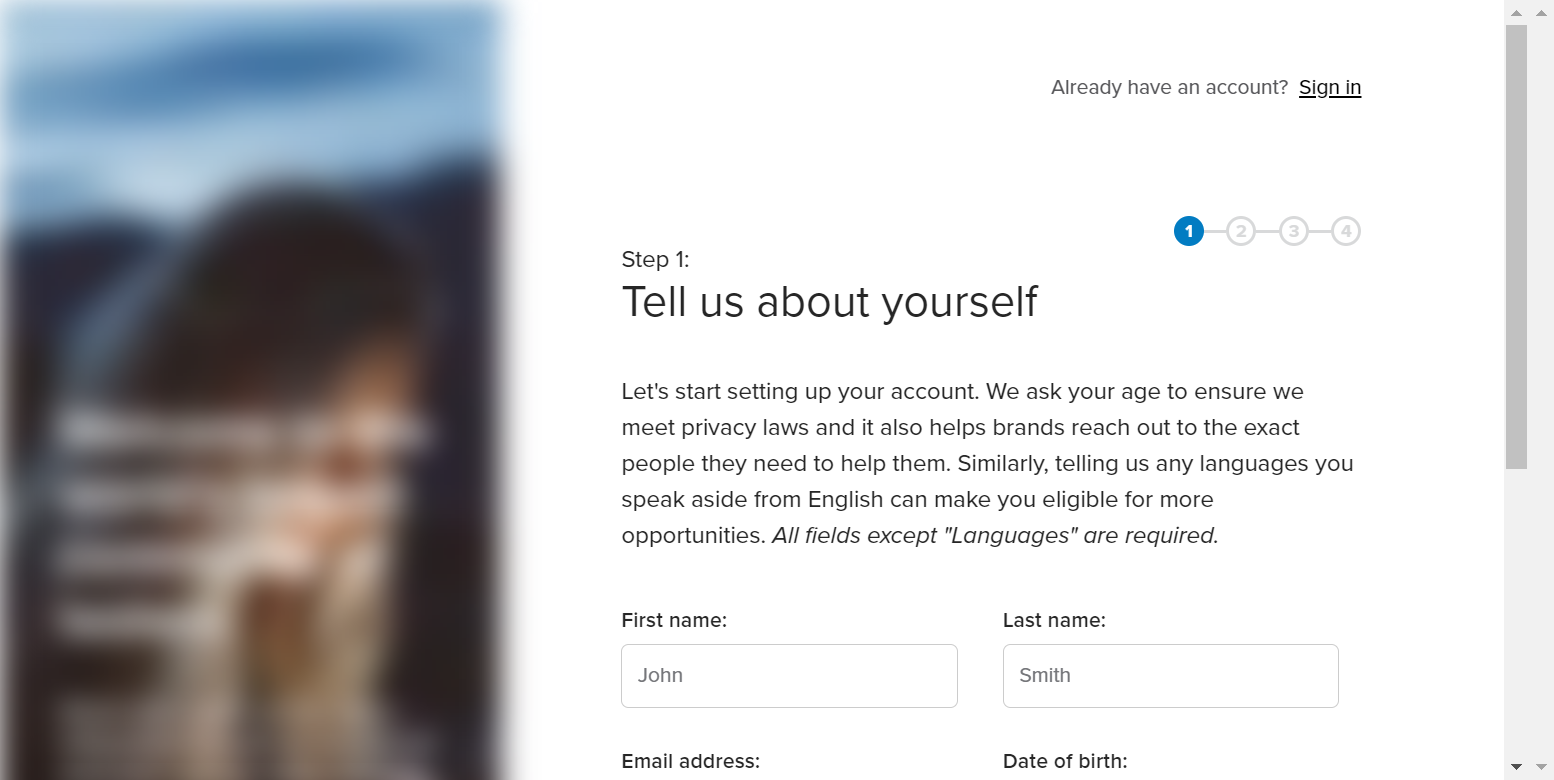 Already have an account? Sign in
1 2 3 4
Step 1:
Tell us about yourself
Let's start setting up your account. We ask your age to ensure we
meet privacy laws and it also helps brands reach out to the exact
people they need to help them. Similarly, telling us any languages you
speak aside from English can make you eligible for more
opportunities. All fields except "Languages" are required.
First name: Last name:
John Smith
Email address: Date of birth: